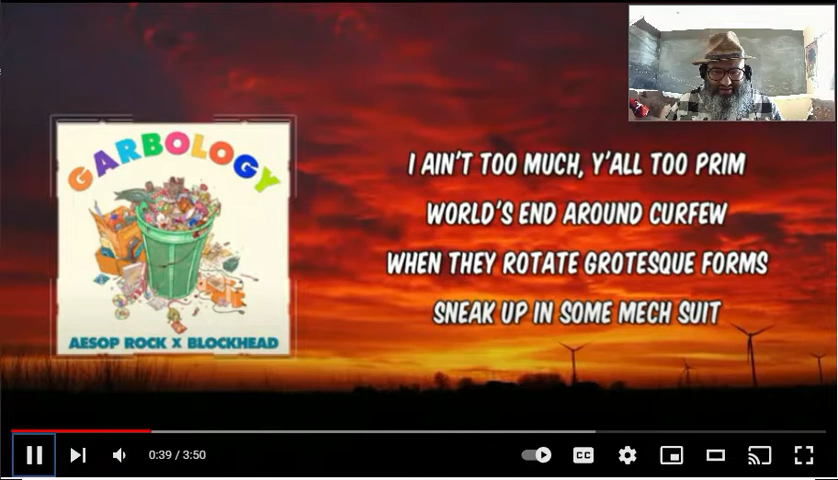 GARBOLOGY
AESOP ROCK X BLOCKHEAD
I AIN'T TOO MUCH, Y'ALL TOO PRIM
WORLD'S END AROUND CURFEW
WHEN THEY ROTATE GROTESQUE FORMS
SNEAK UP IN SOME MECH SUIT
0:39 / 3:50
CC